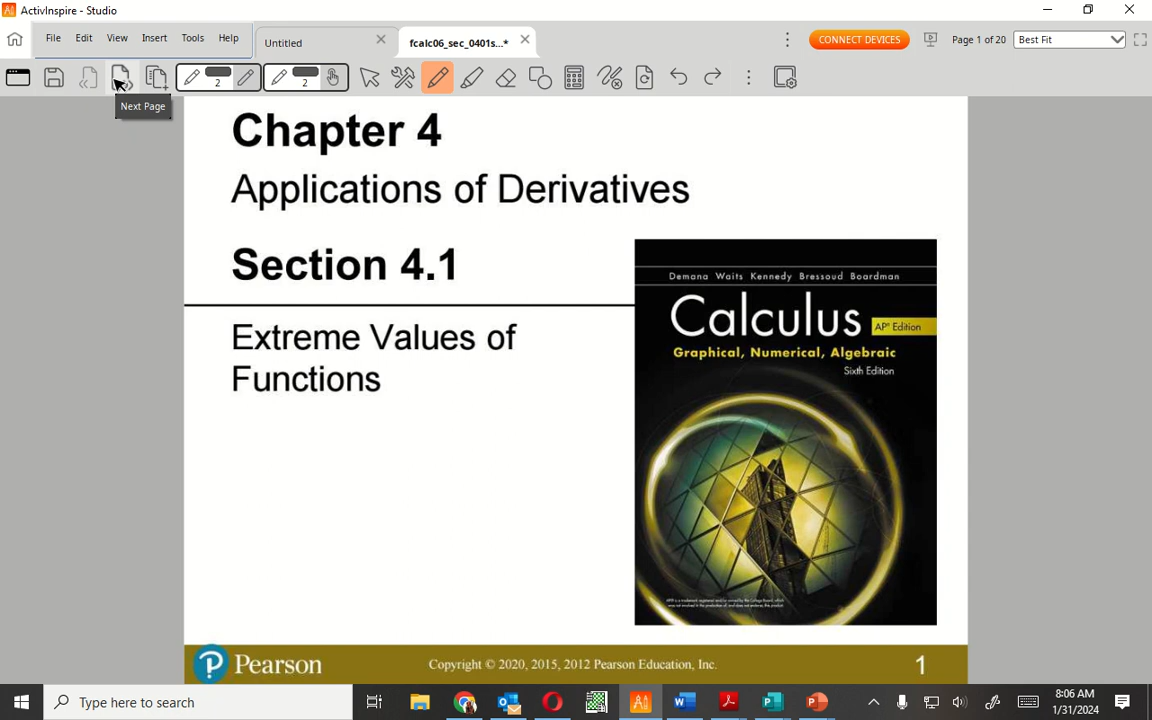 ActivInspire - Studio
File Edit View Insert Tools Help
Untitled
fcalc06_sec_0401s...*
CONNECT DEVICES
Page 1 of 20
Best Fit
2
2
Next Page
Chapter 4
Applications of Derivatives
Section 4.1
Extreme Values of
Functions
Demana Waits Kennedy Bressoud Boardman
Calculus
AP® Edition
Graphical, Numerical, Algebraic
Sixth Edition
Pearson
Copyright © 2020, 2015, 2012 Pearson Education, Inc.
1
Type here to search
8:06 AM
1/31/2024